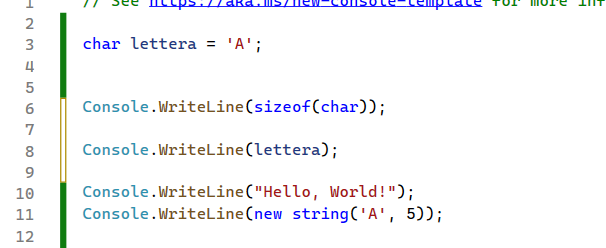 1 // See https://aka.ms/new-console-template for more inf
2
3 char lettera = 'A';
4
5
6 Console.WriteLine(sizeof(char));
7
8 Console.WriteLine(lettera);
9
10 Console.WriteLine("Hello, World!");
11 Console.WriteLine(new string('A', 5));
12